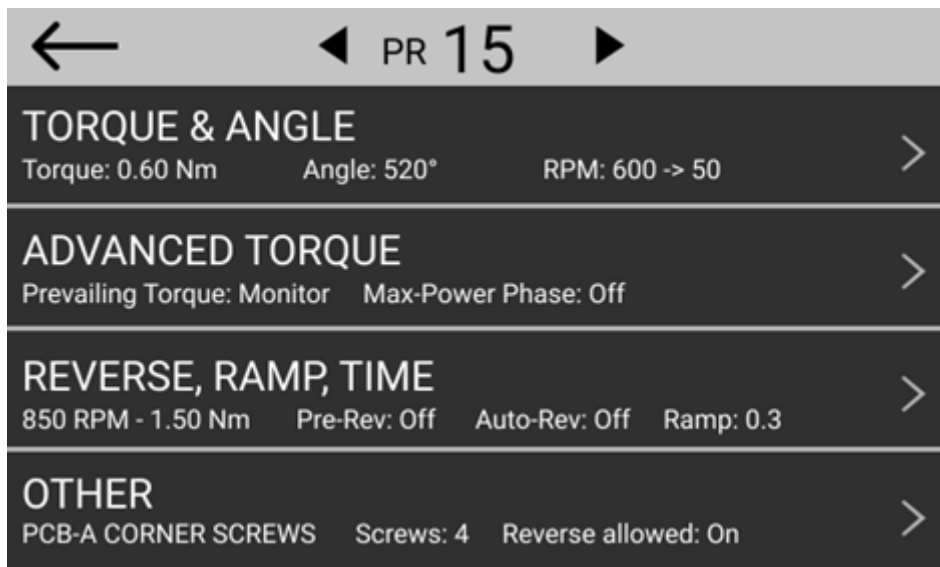 PR 15
TORQUE & ANGLE
Torque: 0.60 Nm Angle: 520° RPM: 600 -> 50
ADVANCED TORQUE
Prevailing Torque: Monitor Max-Power Phase: Off
REVERSE, RAMP, TIME
850 RPM - 1.50 Nm Pre-Rev: Off Auto-Rev: Off Ramp: 0.3
OTHER
PCB-A CORNER SCREWS Screws: 4 Reverse allowed: On